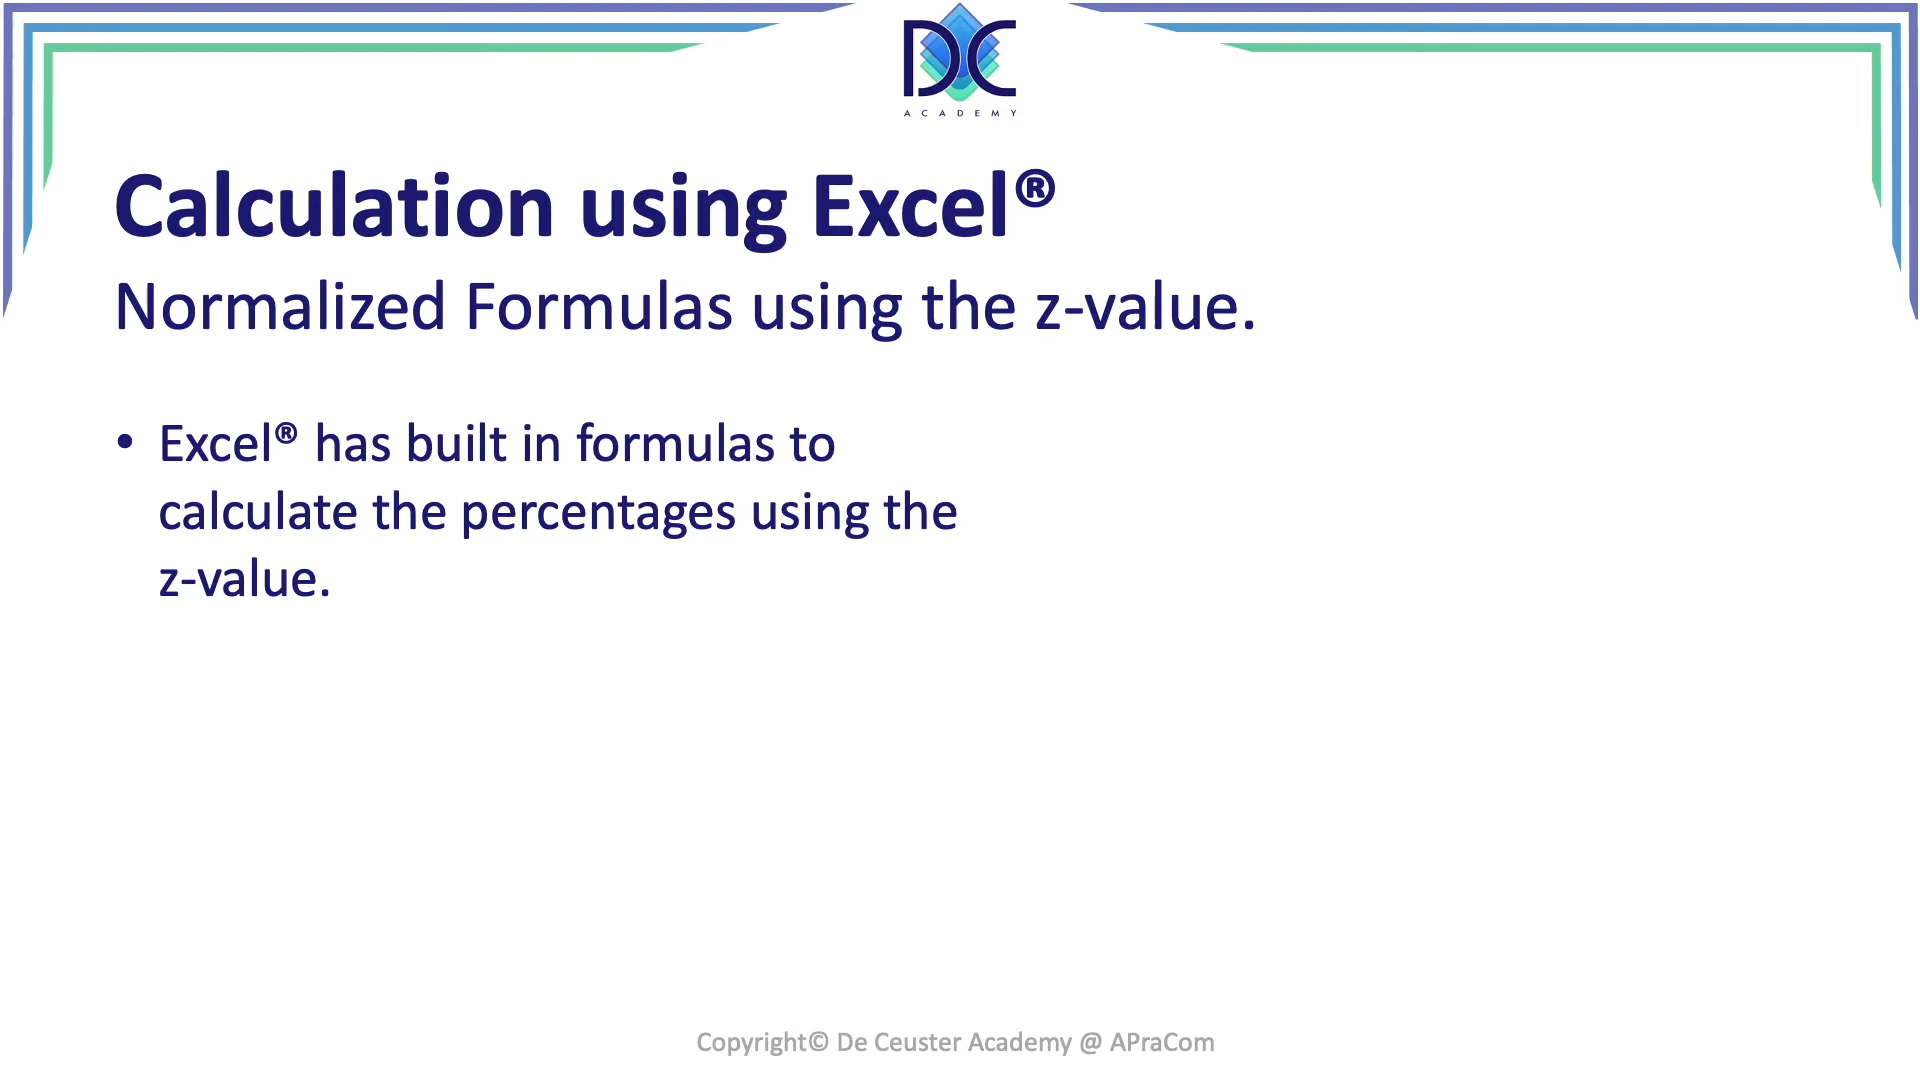 DC
ACADEMY
Calculation using Excel®
Normalized Formulas using the z-value.
• Excel® has built in formulas to
calculate the percentages using the
z-value.
Copyright© De Ceuster Academy @ APraCom